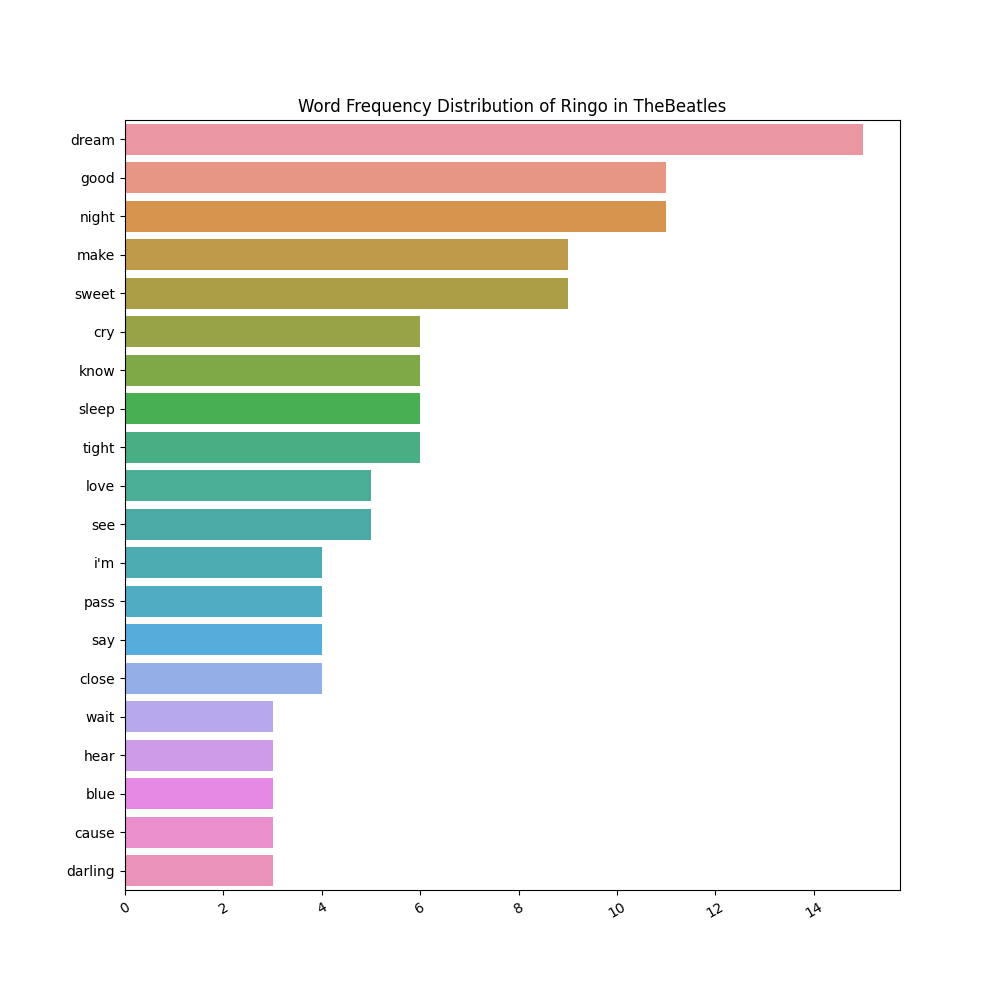 Word Frequency Distribution of Ringo in TheBeatles
dream
good
night
make
sweet
cry
know
sleep
tight
love
see
i'm
pass
say
close
wait
hear
blue
cause
darling
0 2 4 6 8 10 12 14